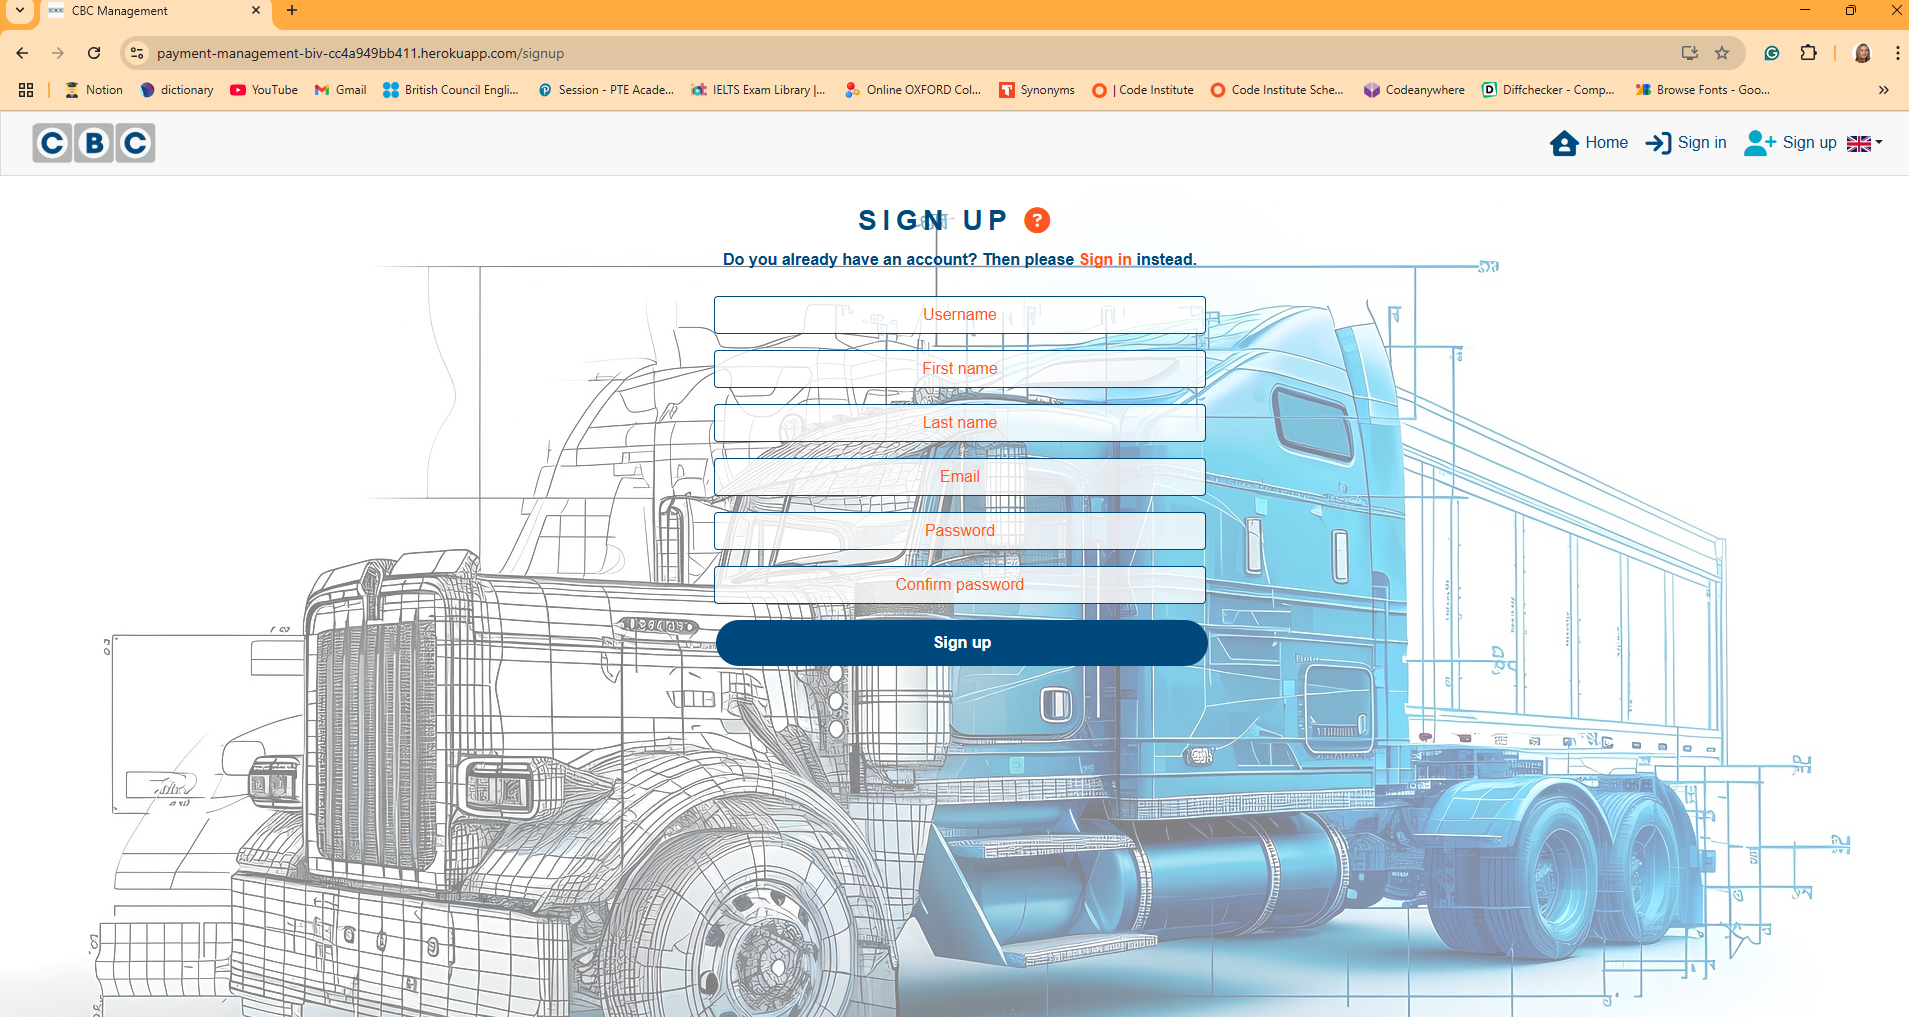 CBC Management
payment-management-biv-cc4a949bb411.herokuapp.com/signup
Notion dictionary YouTube Gmail British Council Engli... Session - PTE Acade... IELTS Exam Library |... Online OXFORD Col... Synonyms | Code Institute Code Institute Sche... Codeanywhere Diffchecker - Comp... Browse Fonts - Goo...
CBC Home Sign in Sign up
SIGN UP ?
Do you already have an account? Then please Sign in instead.
Username
First name
Last name
Email
Password
Confirm password
Sign up